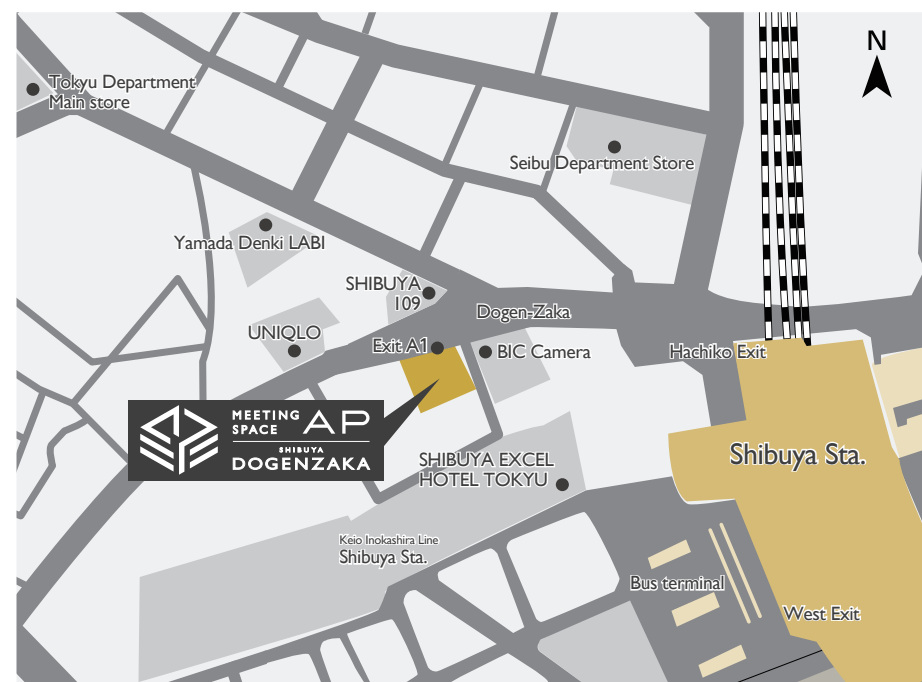 N
Tokyu Department
Main store
Seibu Department Store
Yamada Denki LABI
SHIBUYA
109
Dogen-Zaka
UNIQLO
Exit A1
BIC Camera
Hachiko Exit
MEETING
SPACE AP
SHIBUYA
DOGENZAKA
Shibuya Sta.
SHIBUYA EXCEL
HOTEL TOKYU
Keio Inokashira Line
Shibuya Sta.
Bus terminal
West Exit